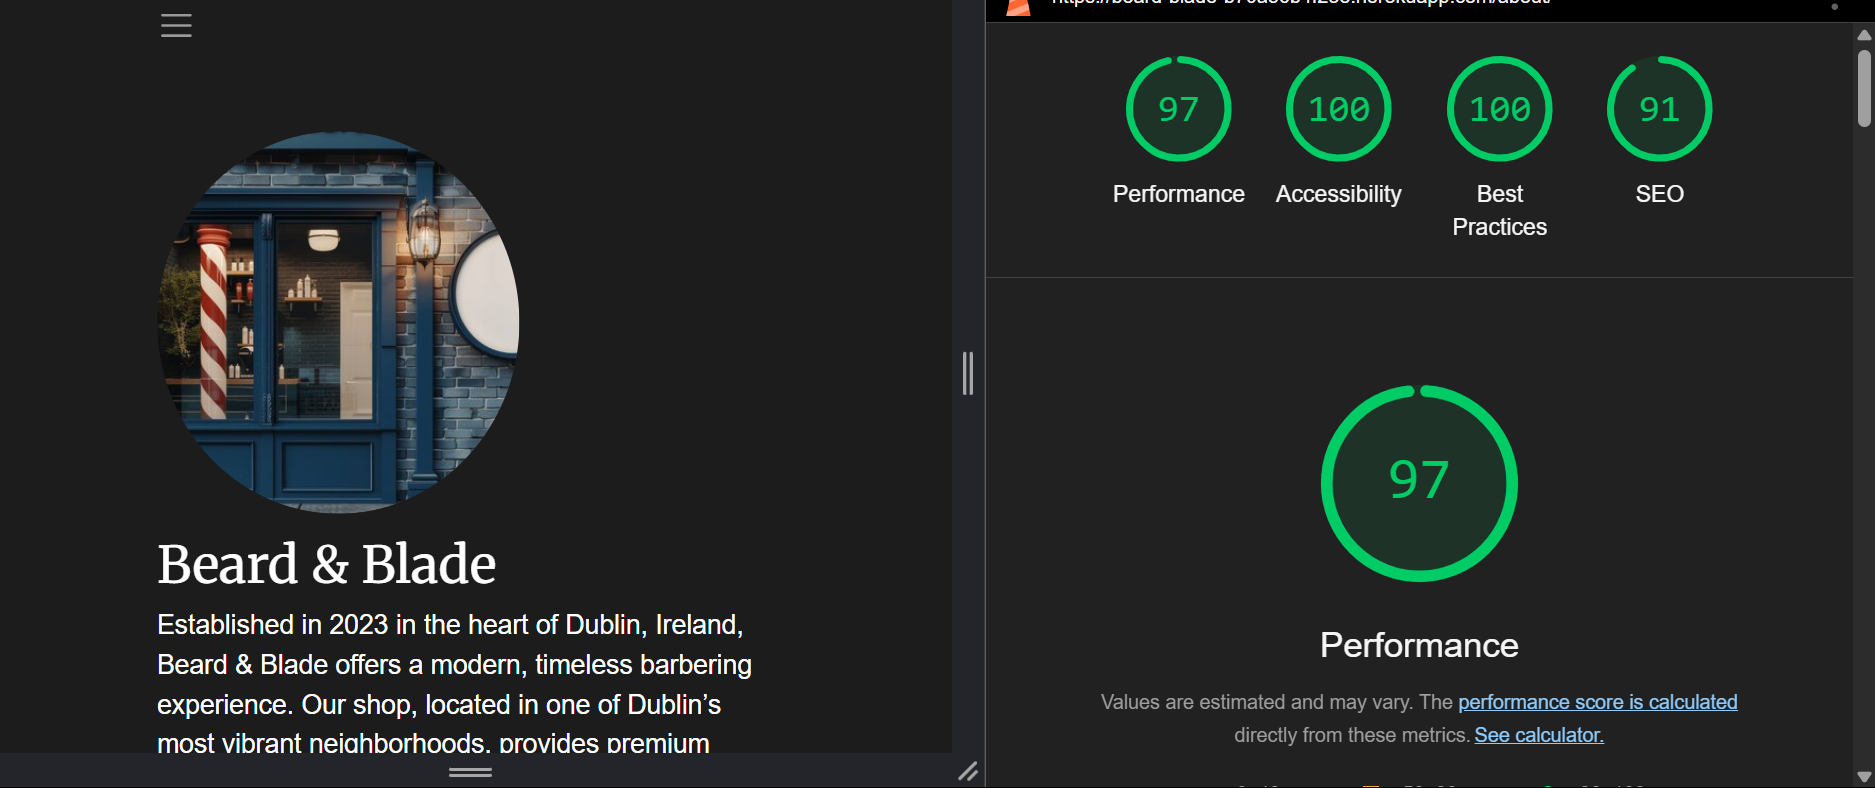 Beard & Blade
Established in 2023 in the heart of Dublin, Ireland,
Beard & Blade offers a modern, timeless barbering
experience. Our shop, located in one of Dublin’s
most vibrant neighborhoods, provides premium
97
100
100
91
Performance
Accessibility
Best
Practices
SEO
97
Performance
Values are estimated and may vary. The performance score is calculated
directly from these metrics. See calculator.